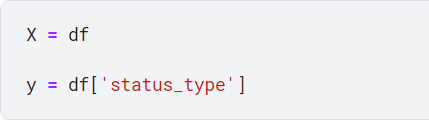 X = df
y = df['status_type']